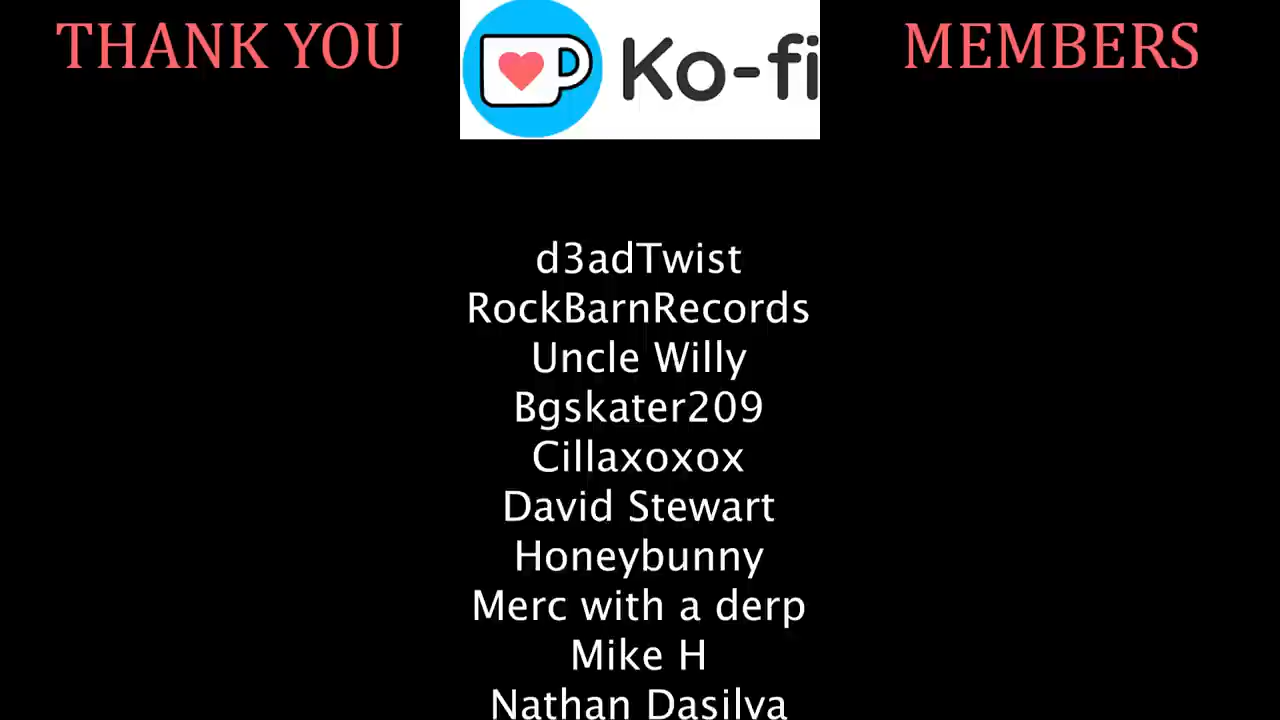 THANK YOU Ko-fi MEMBERS
d3adTwist
RockBarnRecords
Uncle Willy
Bgskater209
Cillaxoxox
David Stewart
Honeybunny
Merc with a derp
Mike H
Nathan Dasilva